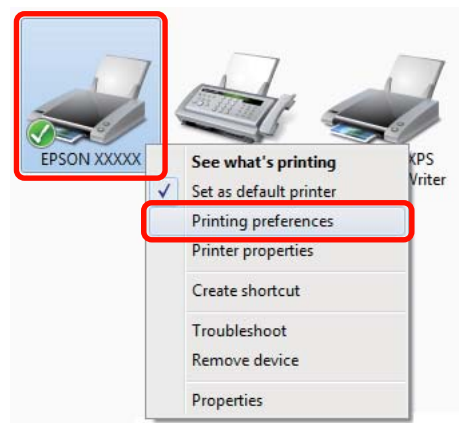 EPSON XXXXX
XPS
Writer
See what's printing
Set as default printer
Printing preferences
Printer properties
Create shortcut
Troubleshoot
Remove device
Properties